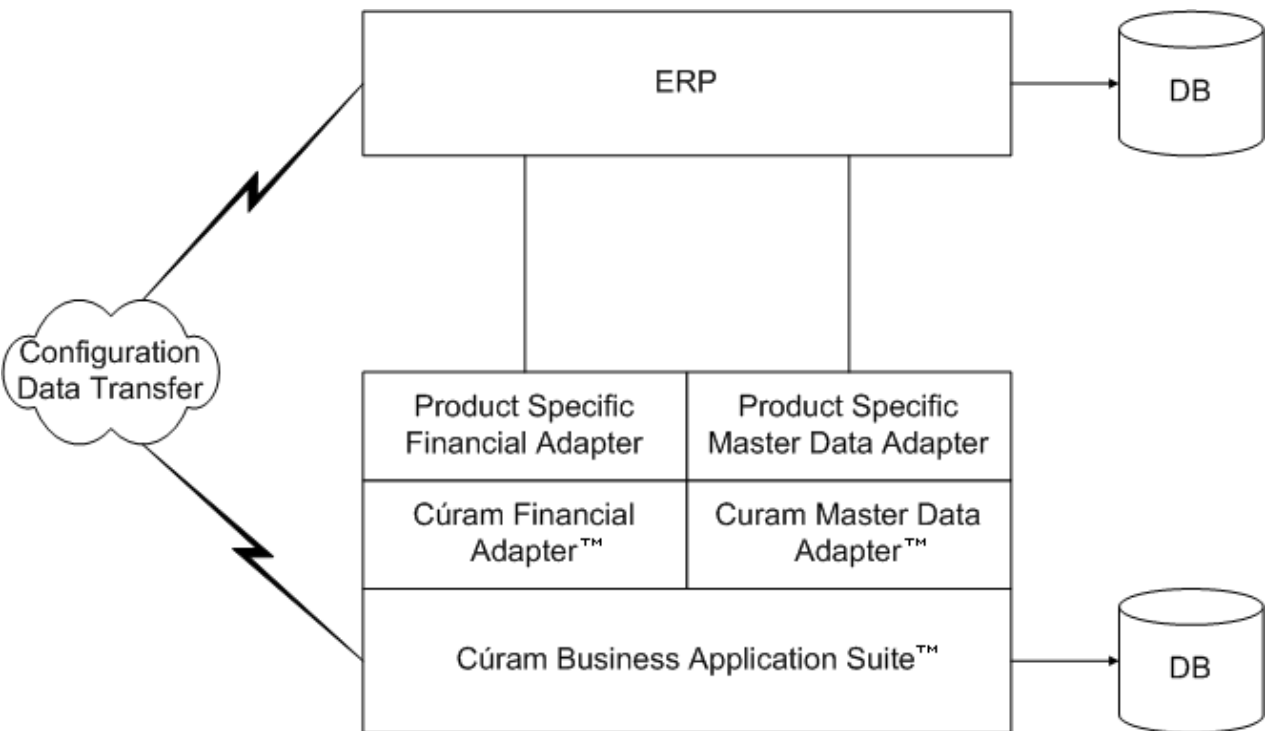 ERP
DB
Configuration
Data Transfer
Product Specific
Financial Adapter
Product Specific
Master Data Adapter
Cúram Financial
Adapter™
Curam Master Data
Adapter™
Cúram Business Application Suite™
DB